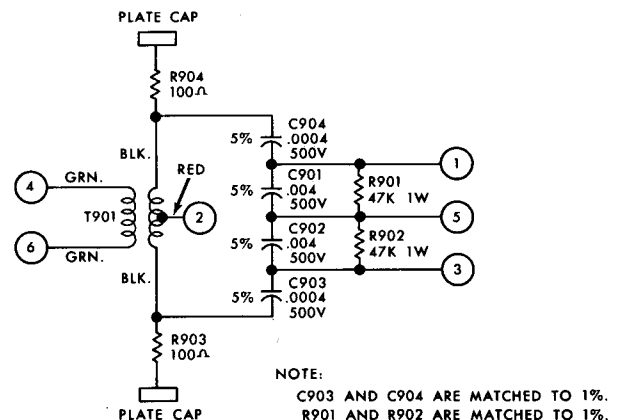 PLATE CAP
R904
100Ω
C904
5% .0004
500V
BLK.
RED
C901
5% .004
500V
1
R901
47K 1W
4
GRN.
T901
2
5
C902
5% .004
500V
R902
47K 1W
6
GRN.
3
BLK.
C903
5% .0004
500V
R903
100Ω
PLATE CAP
NOTE:
C903 AND C904 ARE MATCHED TO 1%.
R901 AND R902 ARE MATCHED TO 1%.